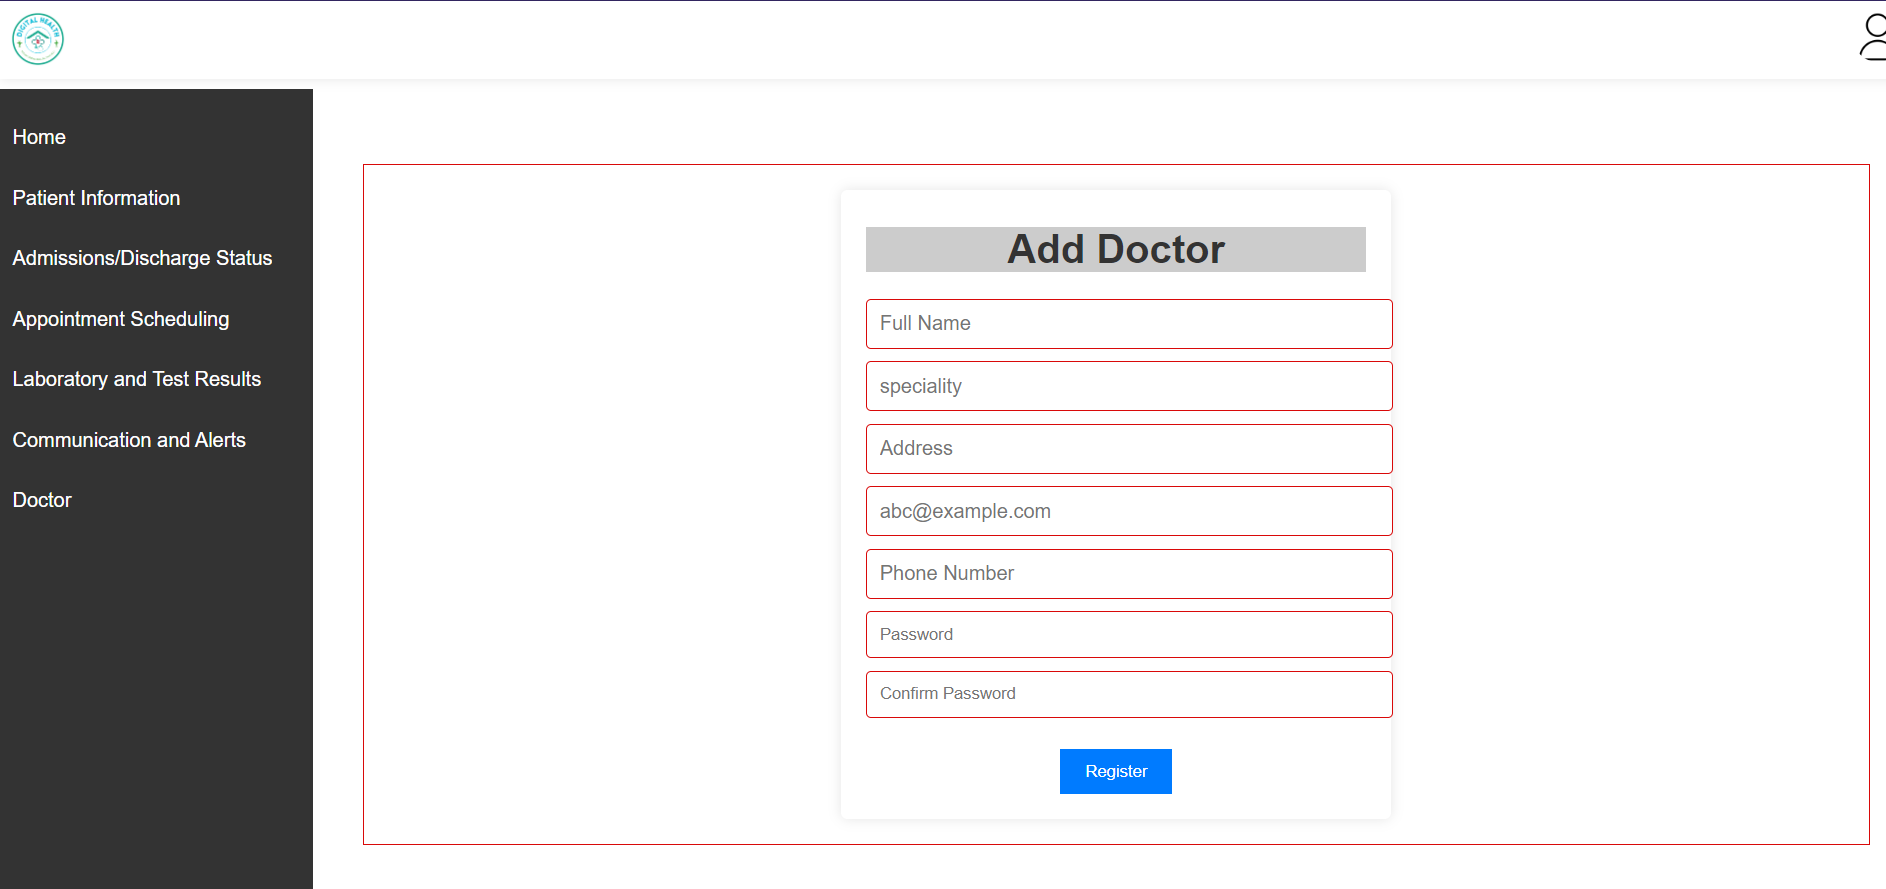 DIGITAL HEALTH
Home
Patient Information
Admissions/Discharge Status
Appointment Scheduling
Laboratory and Test Results
Communication and Alerts
Doctor
Add Doctor
Full Name
speciality
Address
abc@example.com
Phone Number
Password
Confirm Password
Register